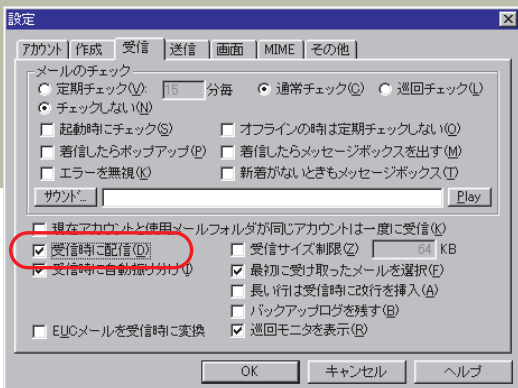 設定
アカウント 作成 受信 送信 画面 MIME その他
メールのチェック
定期チェック(V): 15 分毎 通常チェック(C) 巡回チェック(L)
チェックしない(N)
起動時にチェック(S) オフラインの時は定期チェックしない(O)
着信したらポップアップ(P) 着信したらメッセージボックスを出す(M)
エラーを無視(K) 新着がないときもメッセージボックス(T)
サウンド... Play
現在アカウントと使用メールフォルダが同じアカウントは一度に受信(K)
受信時に配信(D) 受信サイズ制限(Z) 64 KB
受信時に自動振り分け(I) 最初に受け取ったメールを選択(F)
長い行は受信時に改行を挿入(A)
バックアップログを残す(B)
EUCメールを受信時に変換 巡回モニタを表示(R)
OK キャンセル ヘルプ